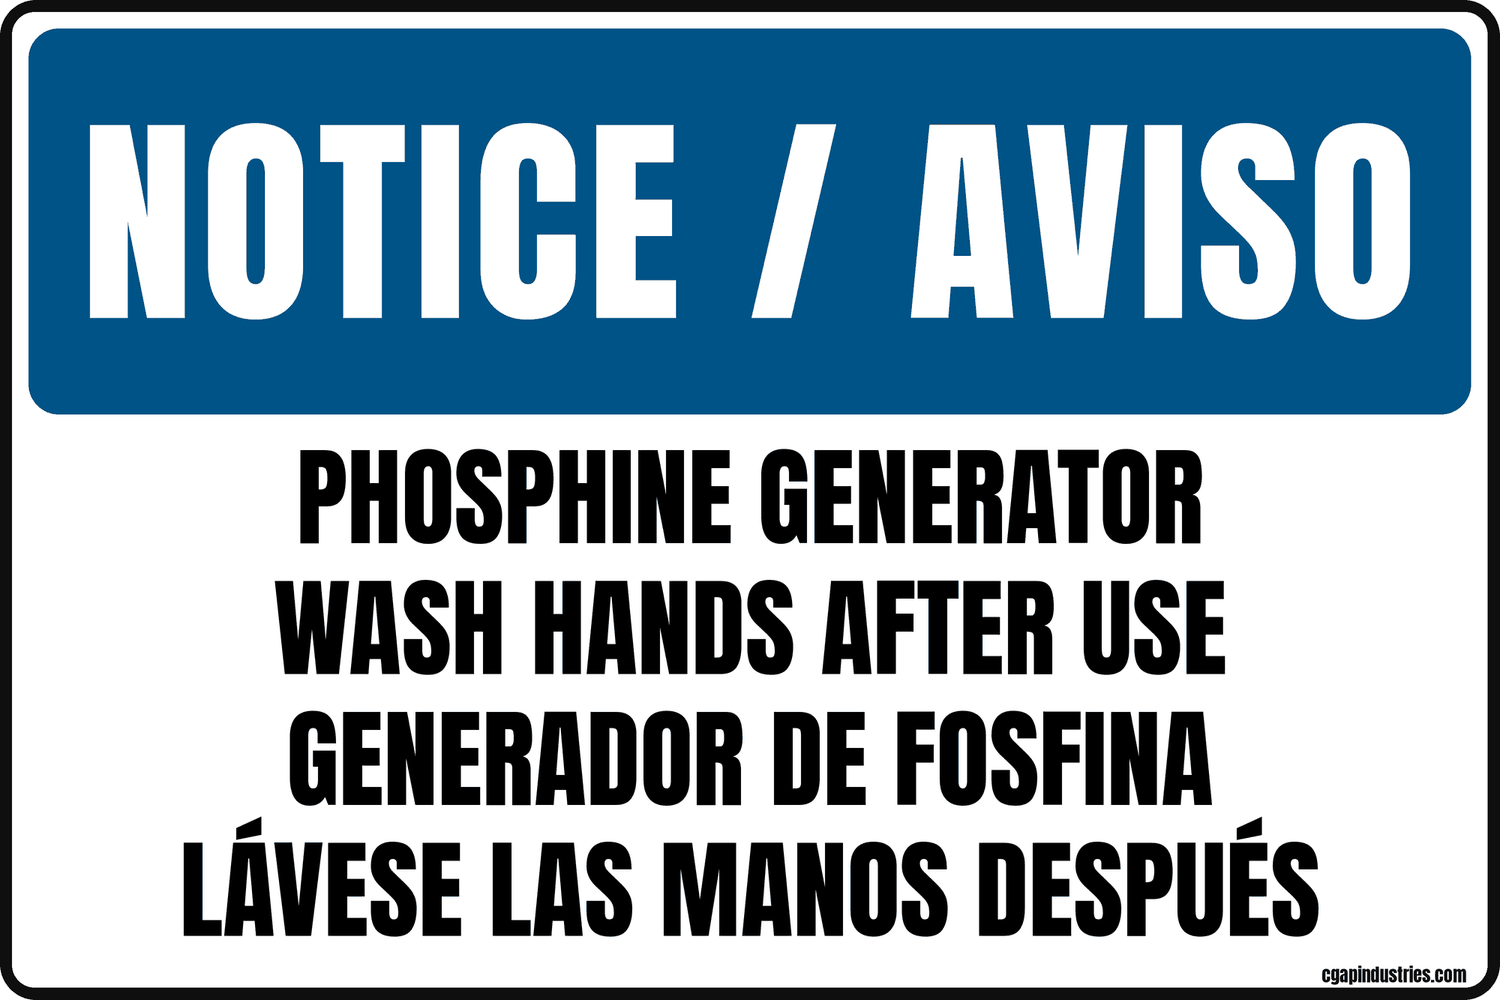 NOTICE / AVISO
PHOSPHINE GENERATOR
WASH HANDS AFTER USE
GENERADOR DE FOSFINA
LÁVESE LAS MANOS DESPUÉS
cgapindustries.com